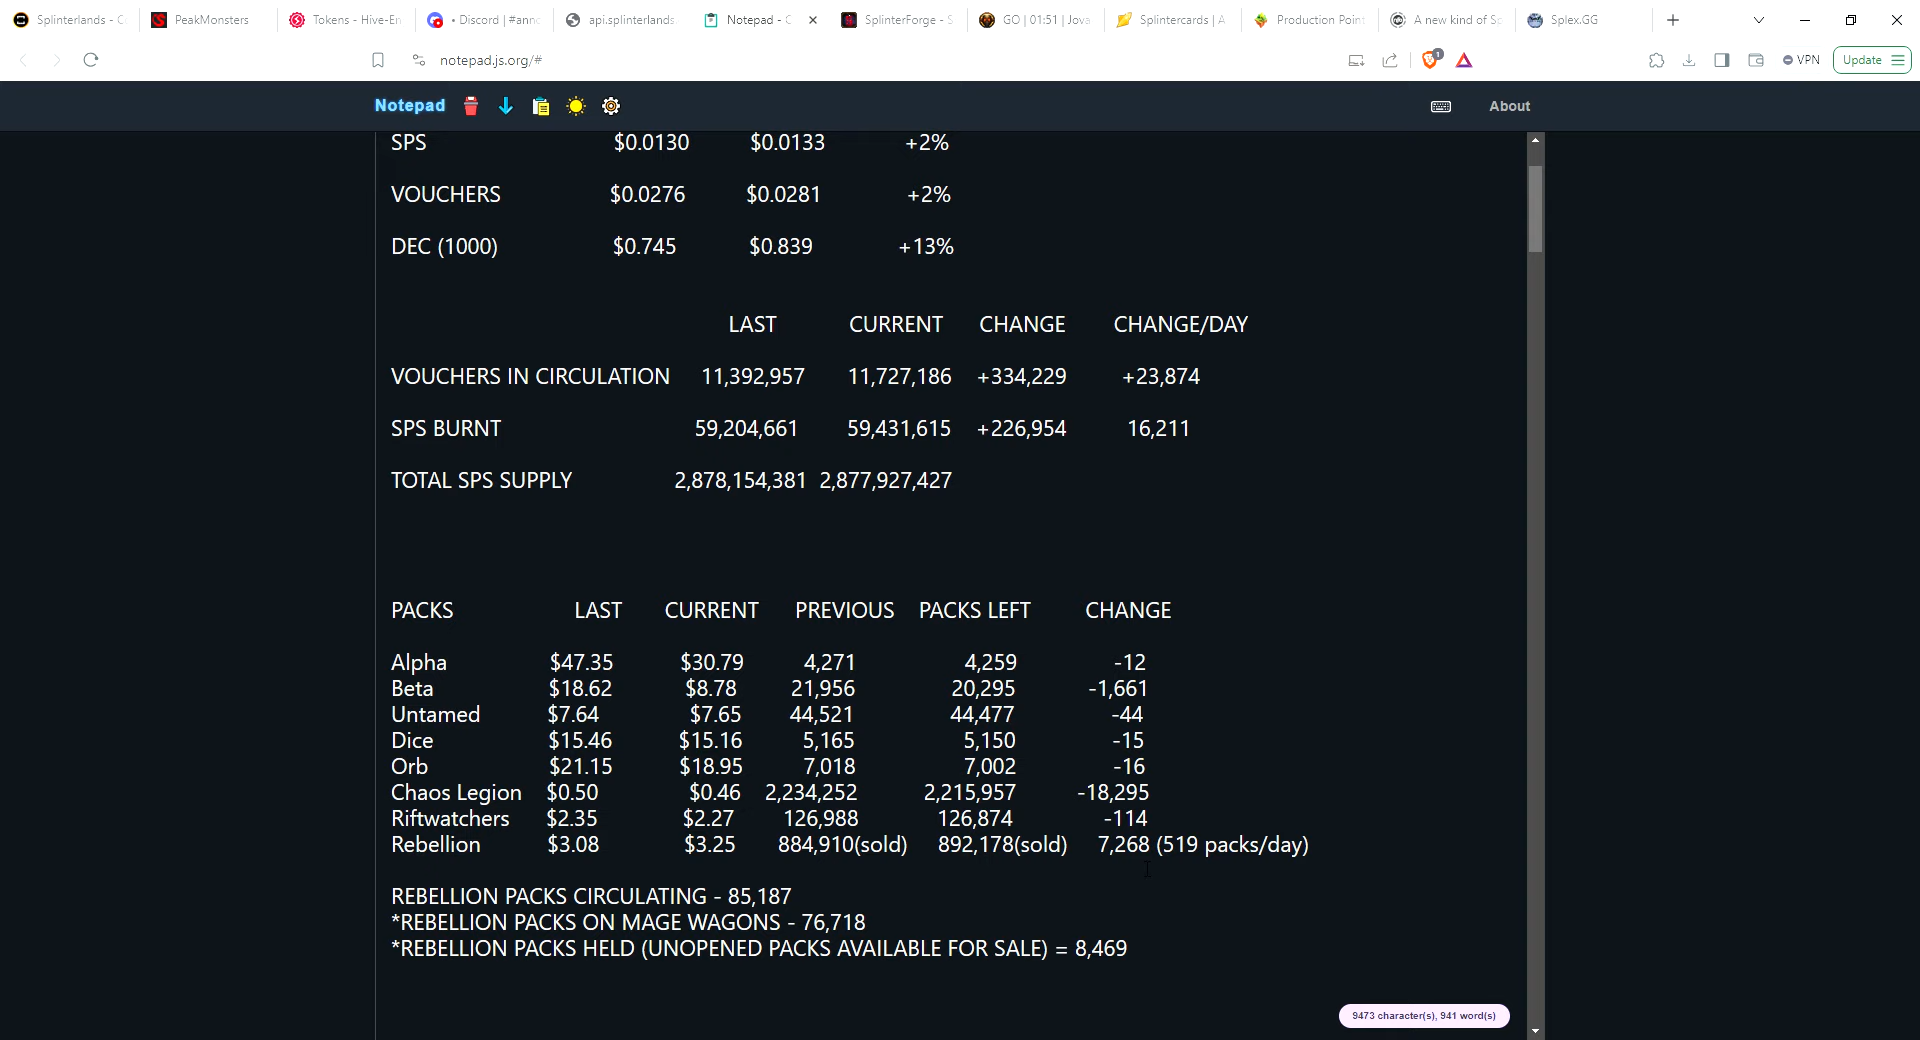 Splinterlands - C
PeakMonsters
Tokens - Hive-En
• Discord | #anno
api.splinterlands.
Notepad - C
SplinterForge - S
GO | 01:51 | Jova
Splintercards | A
Production Poin
A new kind of Sc
Splex.GG
notepad.js.org/#
1
VPN
Update
Notepad
About
SPS $0.0130 $0.0133 +2%
VOUCHERS $0.0276 $0.0281 +2%
DEC (1000) $0.745 $0.839 +13%
LAST CURRENT CHANGE CHANGE/DAY
VOUCHERS IN CIRCULATION 11,392,957 11,727,186 +334,229 +23,874
SPS BURNT 59,204,661 59,431,615 +226,954 16,211
TOTAL SPS SUPPLY 2,878,154,381 2,877,927,427
PACKS LAST CURRENT PREVIOUS PACKS LEFT CHANGE
Alpha $47.35 $30.79 4,271 4,259 -12
Beta $18.62 $8.78 21,956 20,295 -1,661
Untamed $7.64 $7.65 44,521 44,477 -44
Dice $15.46 $15.16 5,165 5,150 -15
Orb $21.15 $18.95 7,018 7,002 -16
Chaos Legion $0.50 $0.46 2,234,252 2,215,957 -18,295
Riftwatchers $2.35 $2.27 126,988 126,874 -114
Rebellion $3.08 $3.25 884,910(sold) 892,178(sold) 7,268 (519 packs/day)
REBELLION PACKS CIRCULATING - 85,187
*REBELLION PACKS ON MAGE WAGONS - 76,718
*REBELLION PACKS HELD (UNOPENED PACKS AVAILABLE FOR SALE) = 8,469
9473 character(s), 941 word(s)